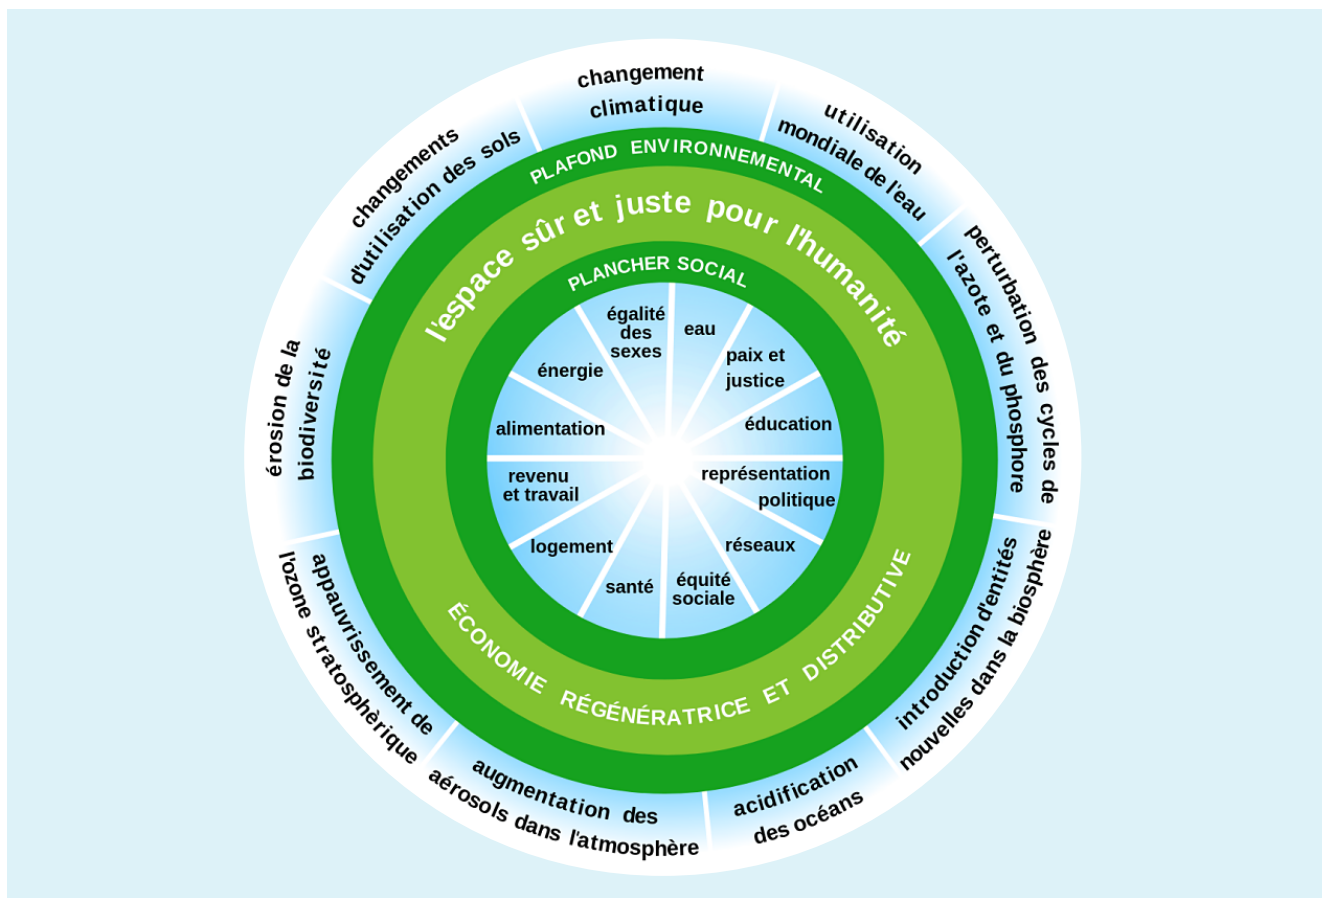 changement
climatique
utilisation
mondiale de l'eau
perturbation des cycles de
l'azote et du phosphore
introduction d'entités
nouvelles dans la biosphère
acidification
des océans
augmentation des
aérosols dans l'atmosphère
appauvrissement de
l'ozone stratosphèrique
érosion de la
biodiversité
changements
d'utilisation des sols
PLAFOND ENVIRONNEMENTAL
l'espace sûr et juste pour l'humanité
PLANCHER SOCIAL
égalité
des
sexes
eau
paix et
justice
éducation
représentation
politique
réseaux
équité
sociale
santé
logement
revenu
et travail
alimentation
énergie
ÉCONOMIE RÉGÉNÉRATRICE ET DISTRIBUTIVE